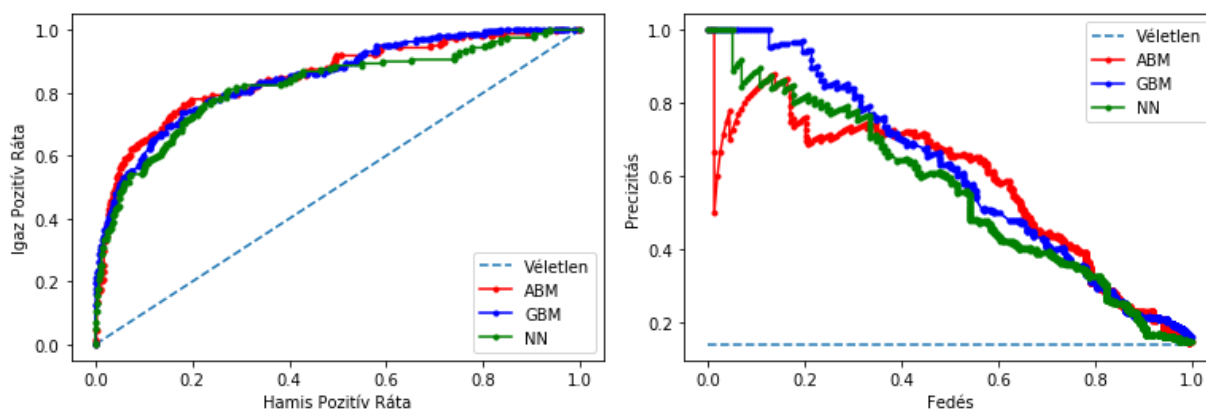 Igaz Pozitív Ráta
1.0
0.8
0.6
0.4
0.2
0.0
Véletlen
ABM
GBM
NN
0.0 0.2 0.4 0.6 0.8 1.0
Hamis Pozitív Ráta
Precizitás
1.0
0.8
0.6
0.4
0.2
Véletlen
ABM
GBM
NN
0.0 0.2 0.4 0.6 0.8 1.0
Fedés